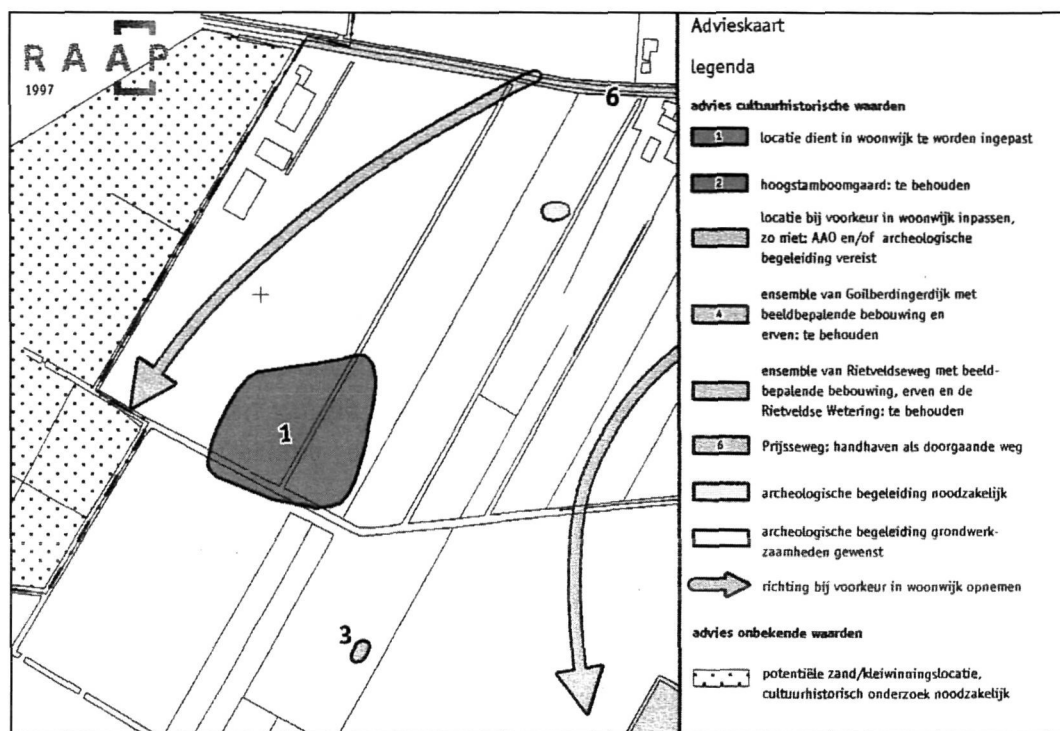 RAAP
1997
6
1
3
Advieskaart
legenda
advies cultuurhistorische waarden
1 locatie dient in woonwijk te worden ingepast
2 hoogstamboomgaard: te behouden
locatie bij voorkeur in woonwijk inpassen,
zo niet: AAO en/of archeologische
begeleiding vereist
4 ensemble van Goilberdingerdijk met
beeldbepalende bebouwing en
erven: te behouden
ensemble van Rietveldseweg met beeld-
bepalende bebouwing, erven en de
Rietveldse Wetering: te behouden
6 Prijsseweg: handhaven als doorgaande weg
archeologische begeleiding noodzakelijk
archeologische begeleiding grondwerk-
zaamheden gewenst
richting bij voorkeur in woonwijk opnemen
advies onbekende waarden
potentiële zand/kleiwinningslocatie,
cultuurhistorisch onderzoek noodzakelijk